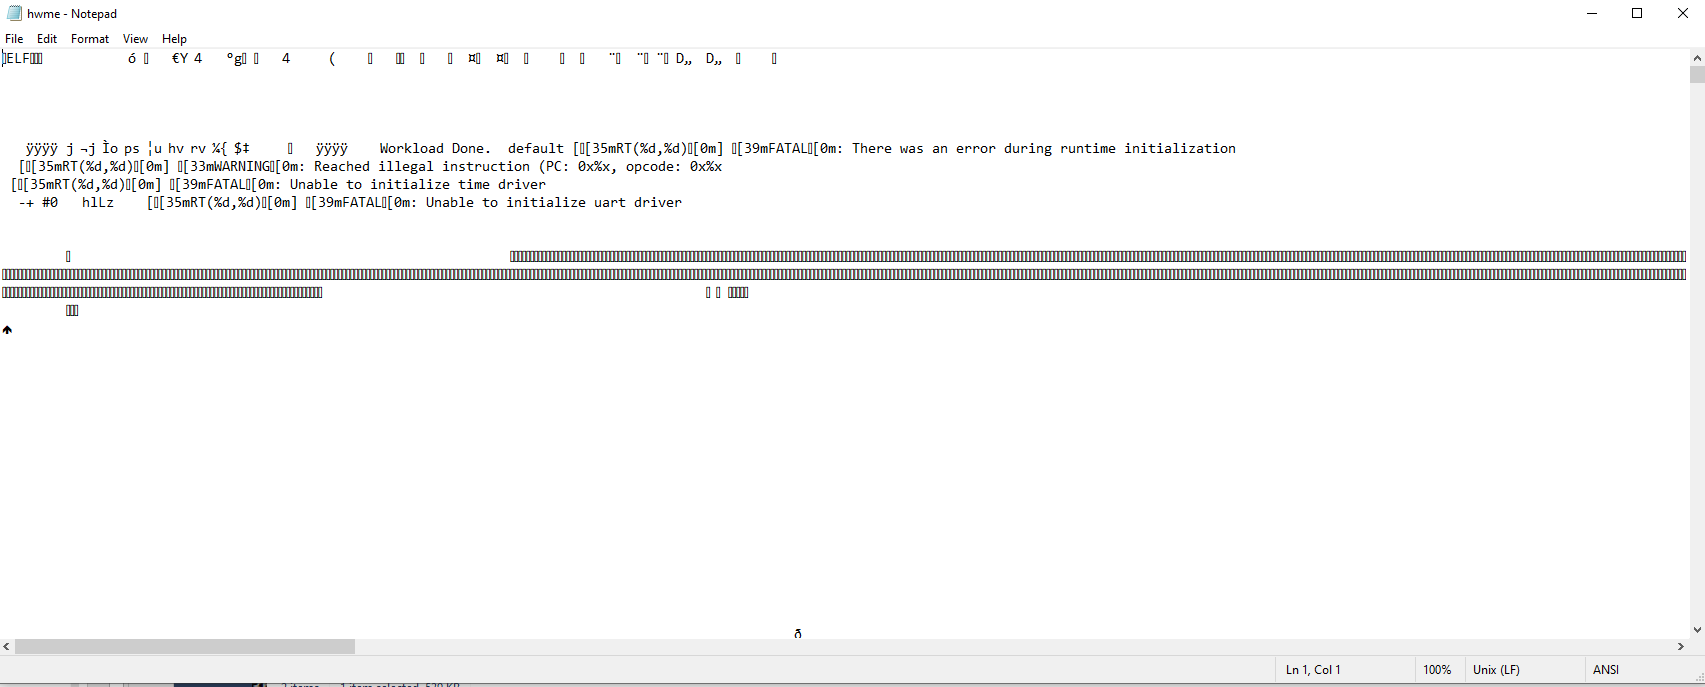 hwme - Notepad
File Edit Format View Help
ELF ó €Y 4 °g 4 ( ¤ ¤ ¨ ¨ ¨ D„ D„
ÿÿÿÿ j ¬j Ìo ps ¦u hv rv ¼{ $‡ ÿÿÿÿ Workload Done. default [[35mRT(%d,%d)[0m] [39mFATAL[0m: There was an error during runtime initialization
[[35mRT(%d,%d)[0m] [33mWARNING[0m: Reached illegal instruction (PC: 0x%x, opcode: 0x%x
[[35mRT(%d,%d)[0m] [39mFATAL[0m: Unable to initialize time driver
-+ #0 hlLz [[35mRT(%d,%d)[0m] [39mFATAL[0m: Unable to initialize uart driver
ð
Ln 1, Col 1 100% Unix (LF) ANSI